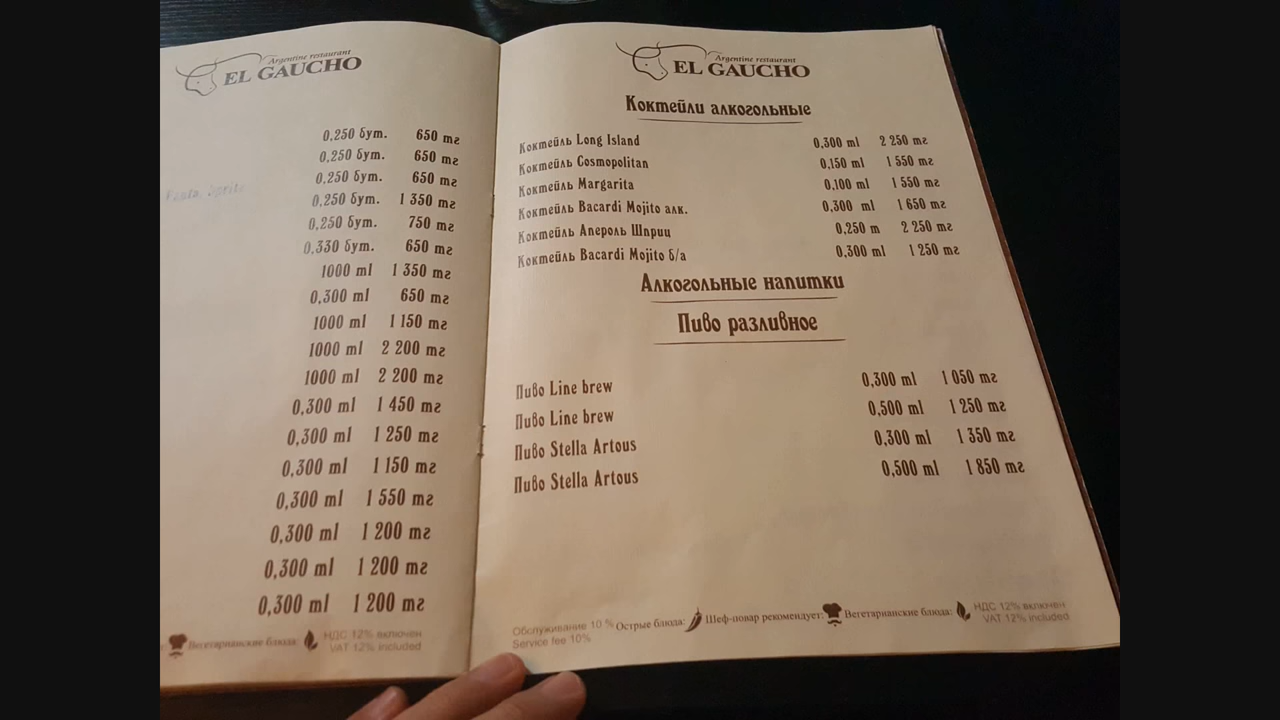 Argentine restaurant
EL GAUCHO
0,250 бут. 650 тг
0,250 бут. 650 тг
0,250 бут. 650 тг
0,250 бут. 1 350 тг
0,250 бут. 750 тг
0,330 бут. 650 тг
1000 ml 1 350 тг
0,300 ml 650 тг
1000 ml 1 150 тг
1000 ml 2 200 тг
1000 ml 2 200 тг
0,300 ml 1 450 тг
0,300 ml 1 250 тг
0,300 ml 1 150 тг
0,300 ml 1 550 тг
0,300 ml 1 200 тг
0,300 ml 1 200 тг
0,300 ml 1 200 тг
Вегетарианские блюда: НДС 12% включен
VAT 12% included
Argentine restaurant
EL GAUCHO
Коктейли алкогольные
Коктейль Long Island 0,300 ml 2 250 тг
Коктейль Cosmopolitan 0,150 ml 1 550 тг
Коктейль Margarita 0,100 ml 1 550 тг
Коктейль Bacardi Mojito алк. 0,300 ml 1 650 тг
Коктейль Апероль Шприц 0,250 m 2 250 тг
Коктейль Bacardi Mojito б/а 0,300 ml 1 250 тг
Алкогольные напитки
Пиво разливное
Пиво Line brew 0,300 ml 1 050 тг
Пиво Line brew 0,500 ml 1 250 тг
Пиво Stella Artous 0,300 ml 1 350 тг
Пиво Stella Artous 0,500 ml 1 850 тг
Обслуживание 10 % Острые блюда: Шеф-повар рекомендует: Вегетарианские блюда: НДС 12% включен
Service fee 10% VAT 12% included